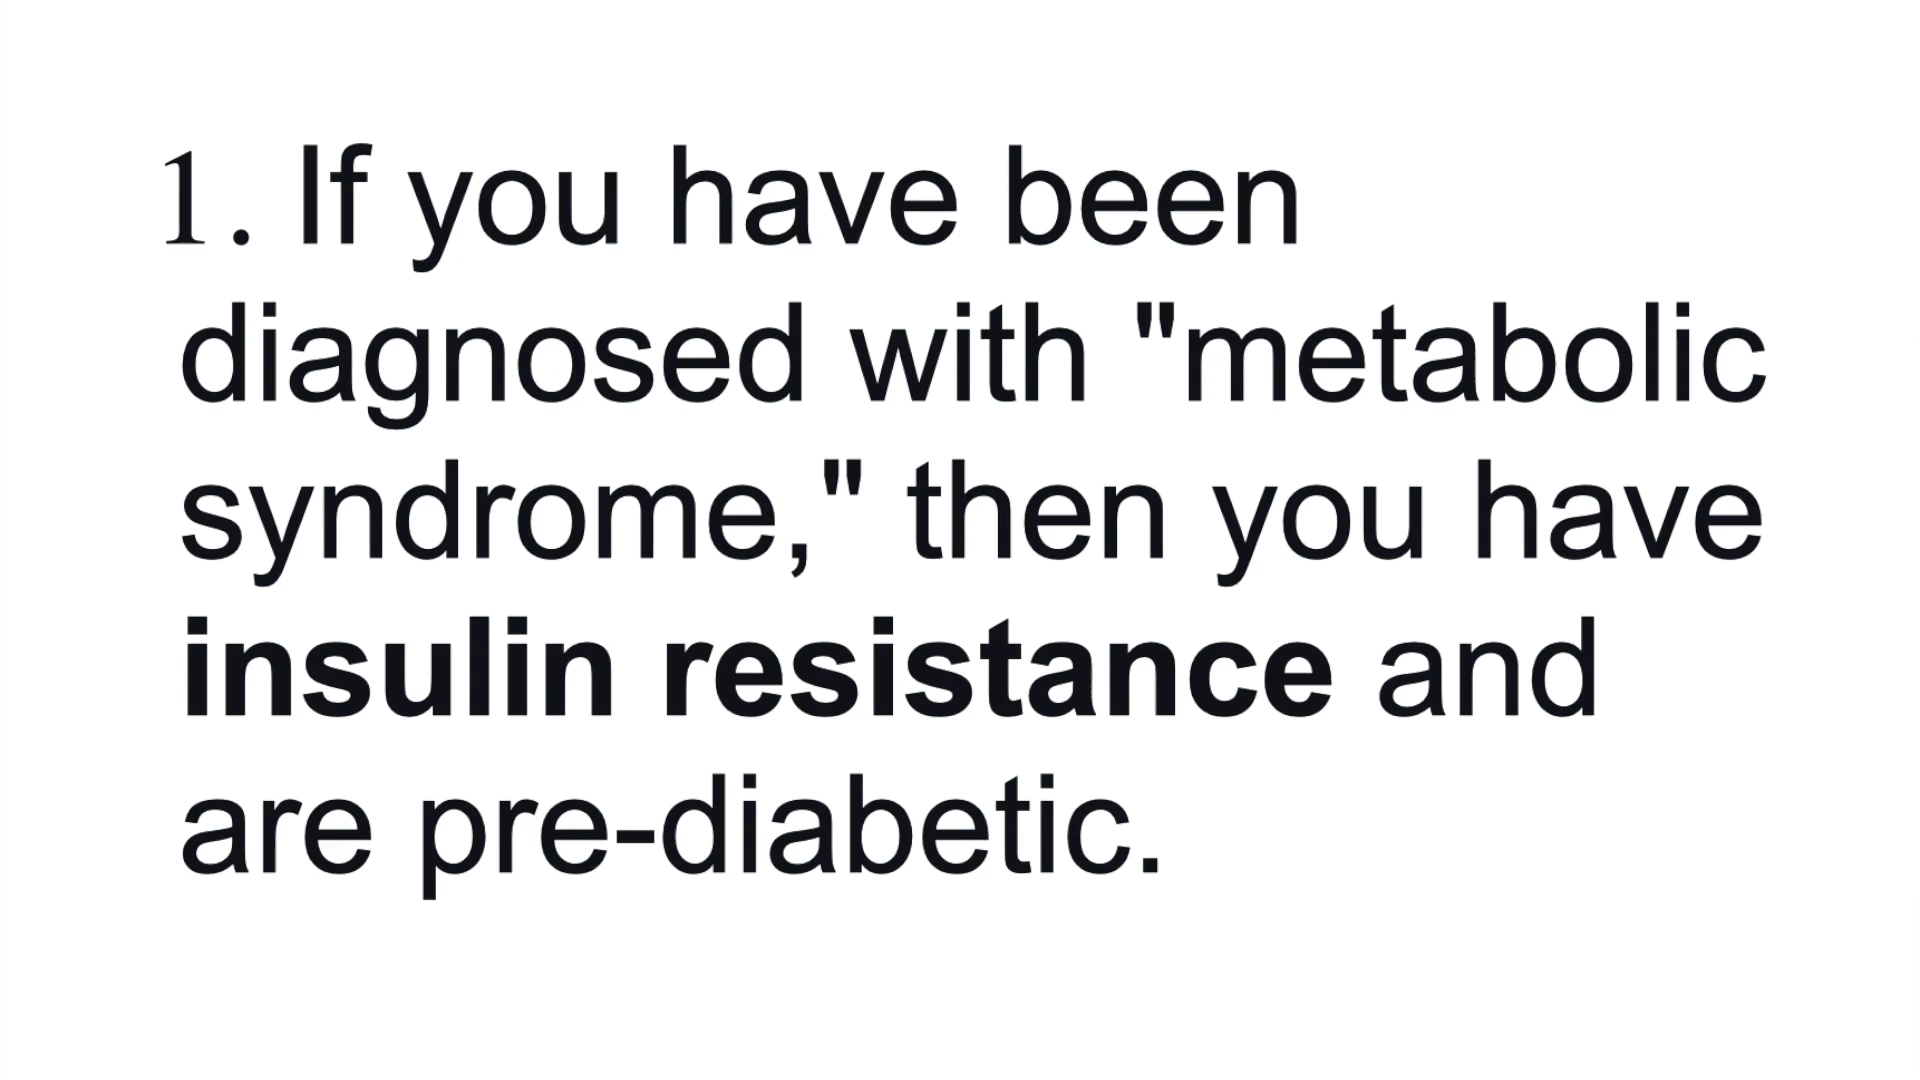 1. If you have been
diagnosed with "metabolic
syndrome," then you have
insulin resistance and
are pre-diabetic.